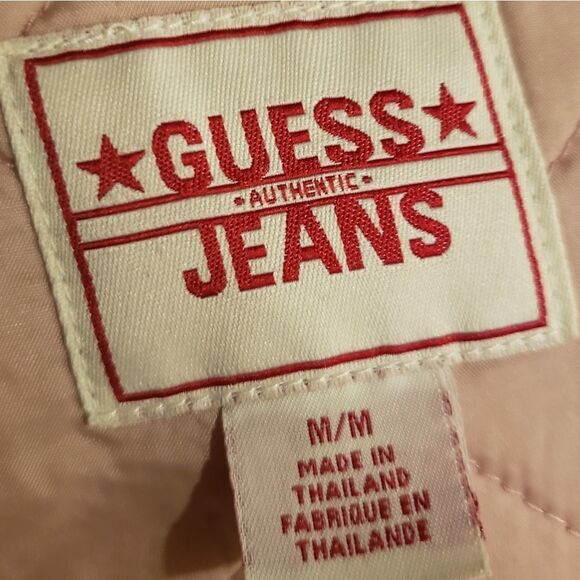 ★GUESS★
•AUTHENTIC•
JEANS
M/M
MADE IN
THAILAND
FABRIQUE EN
THAILANDE